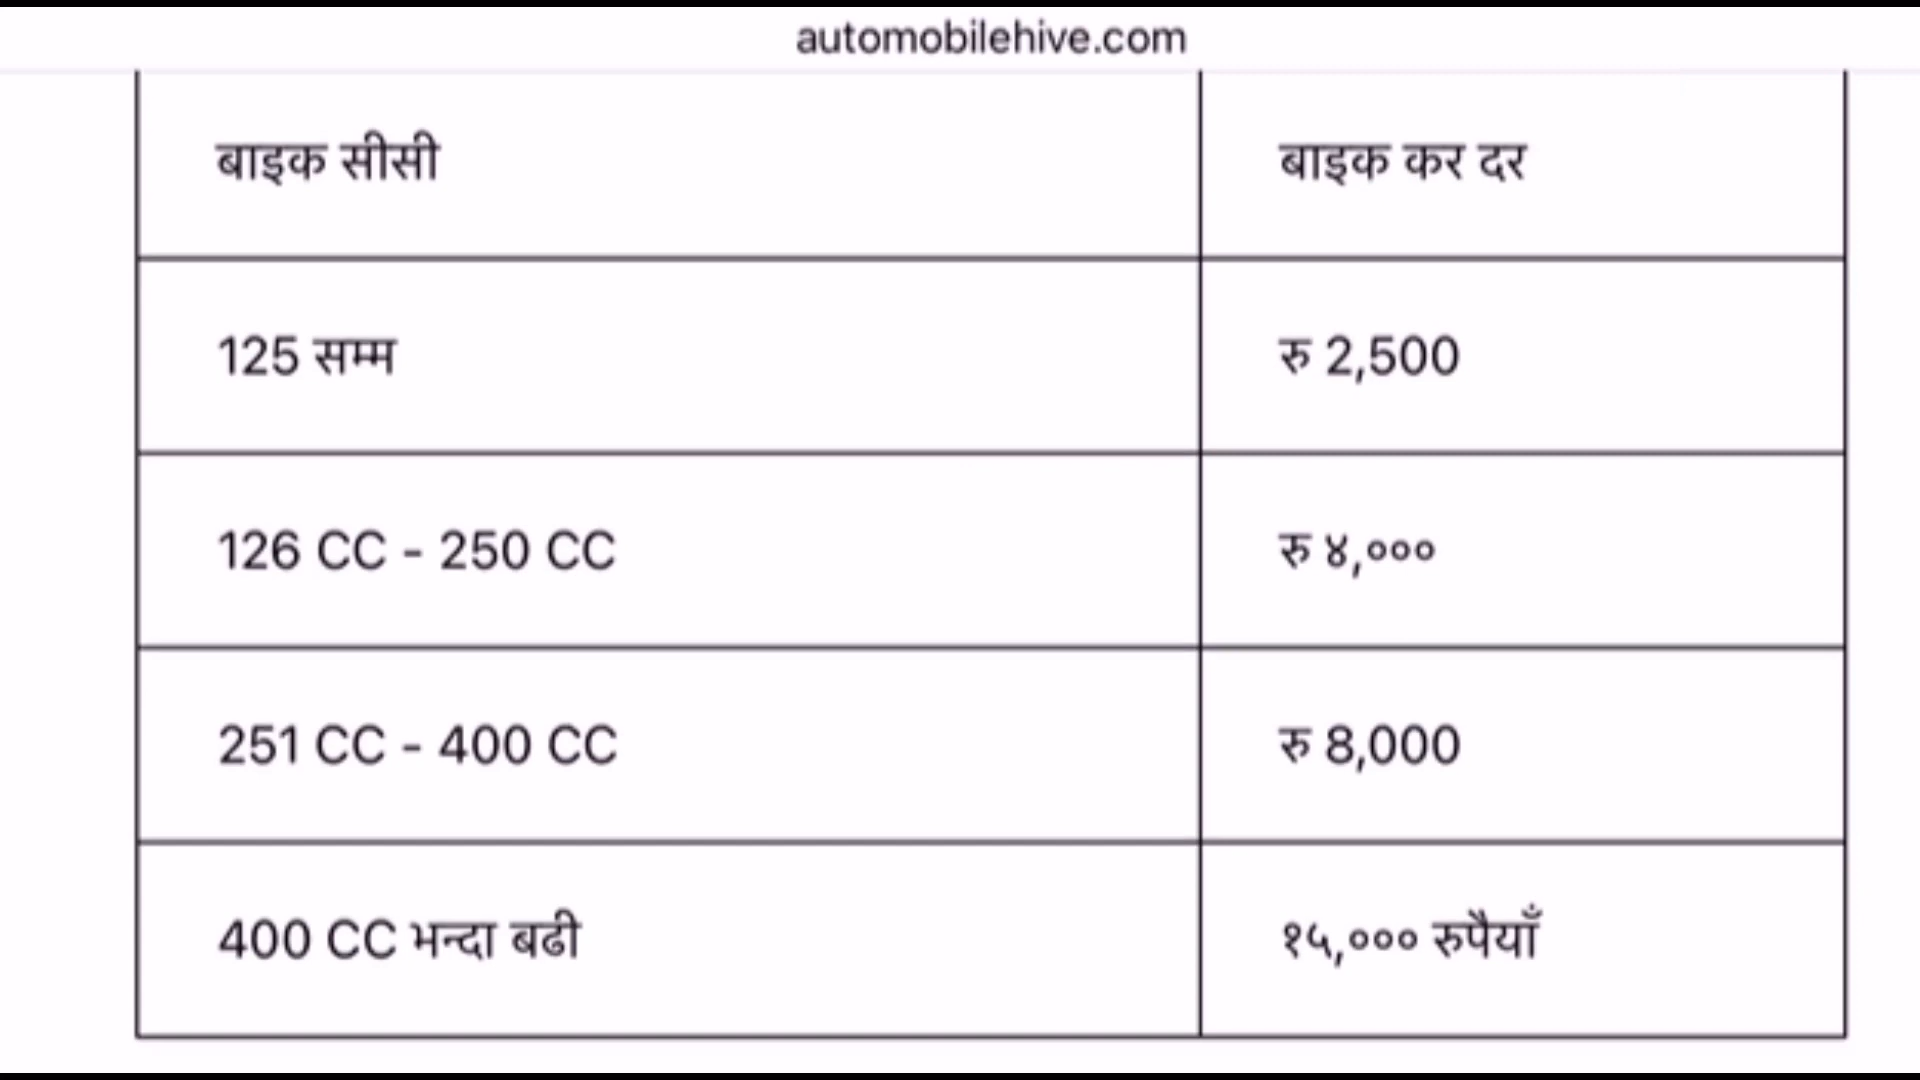 automobilehive.com
बाइक सीसी	बाइक कर दर
125 सम्म	रु 2,500
126 CC - 250 CC	रु ४,०००
251 CC - 400 CC	रु 8,000
400 CC भन्दा बढी	१५,००० रुपैयाँ